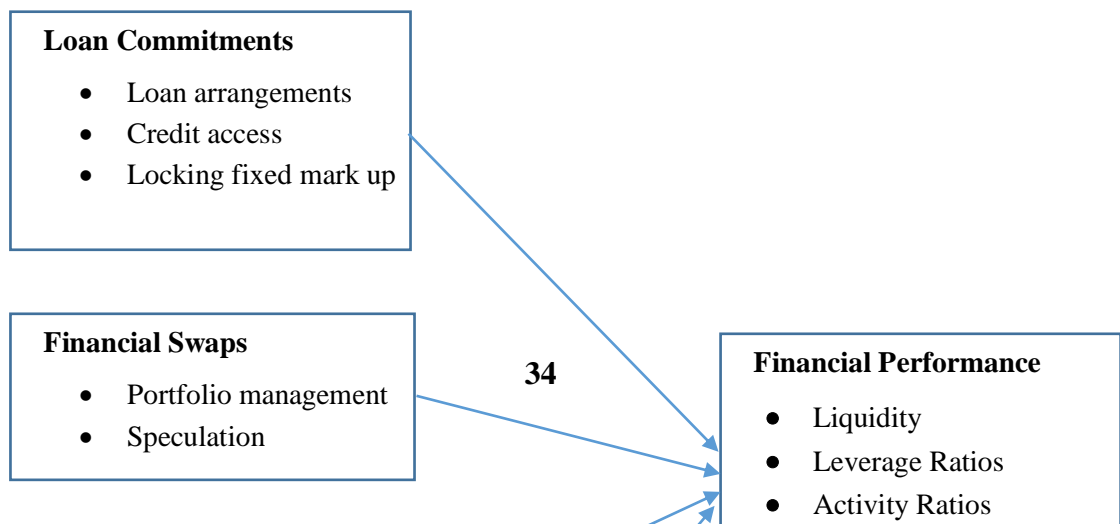 Loan Commitments
• Loan arrangements
• Credit access
• Locking fixed mark up
Financial Swaps
• Portfolio management
• Speculation
34
Financial Performance
• Liquidity
• Leverage Ratios
• Activity Ratios